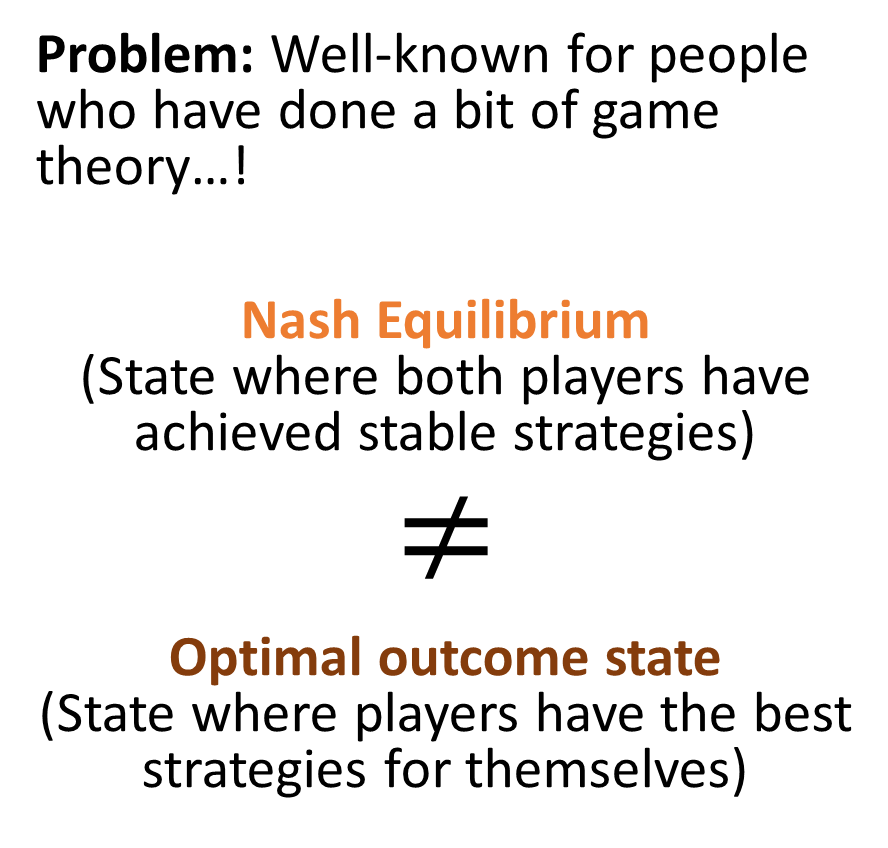 Problem: Well-known for people
who have done a bit of game
theory…!
Nash Equilibrium
(State where both players have
achieved stable strategies)
≠
Optimal outcome state
(State where players have the best
strategies for themselves)